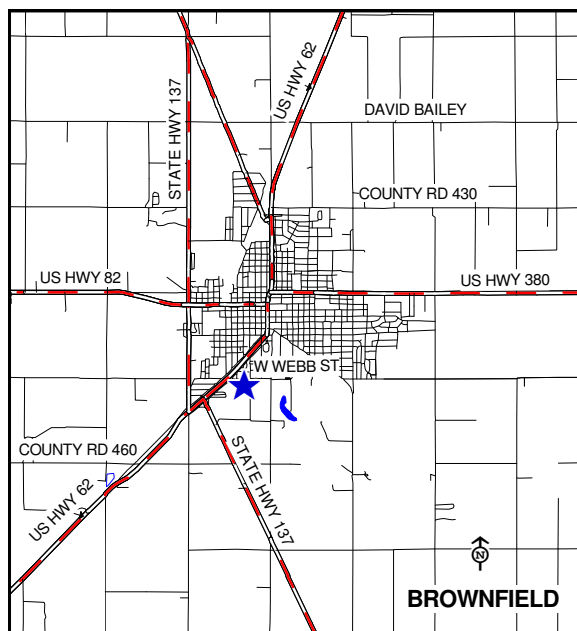 US HWY 62
STATE HWY 137
DAVID BAILEY
COUNTY RD 430
US HWY 82
US HWY 380
W WEBB ST
COUNTY RD 460
STATE HWY 137
US HWY 62
N
BROWNFIELD